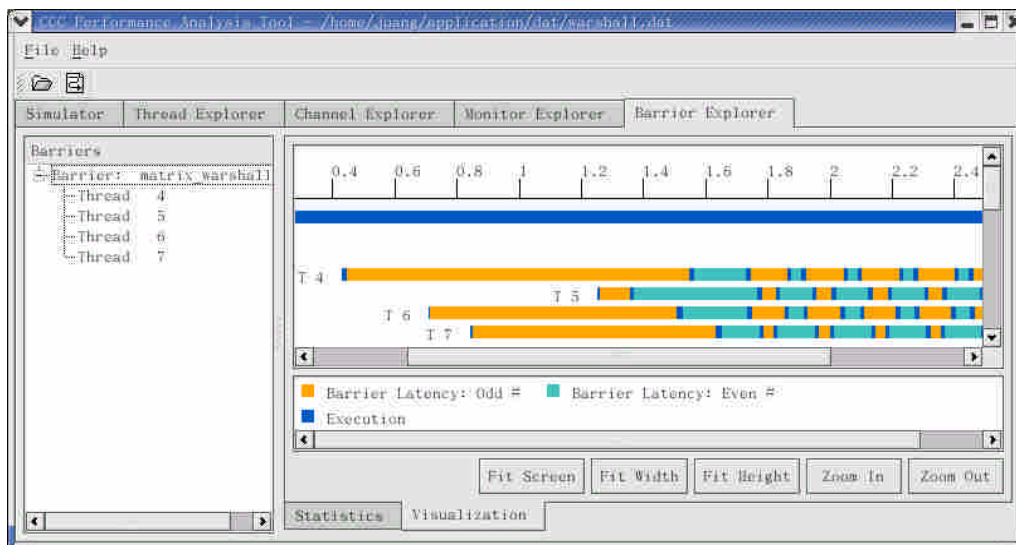 CCC Performance Analysis Tool - /home/juang/application/dat/warshall.dat
File Help
Simulator Thread Explorer Channel Explorer Monitor Explorer Barrier Explorer
Barriers
Barrier: matrix_warshall
Thread 4
Thread 5
Thread 6
Thread 7
0.4 0.6 0.8 1 1.2 1.4 1.6 1.8 2 2.2 2.4
T 4
T 5
T 6
T 7
Barrier Latency: Odd # Barrier Latency: Even #
Execution
Fit Screen Fit Width Fit Height Zoom In Zoom Out
Statistics Visualization